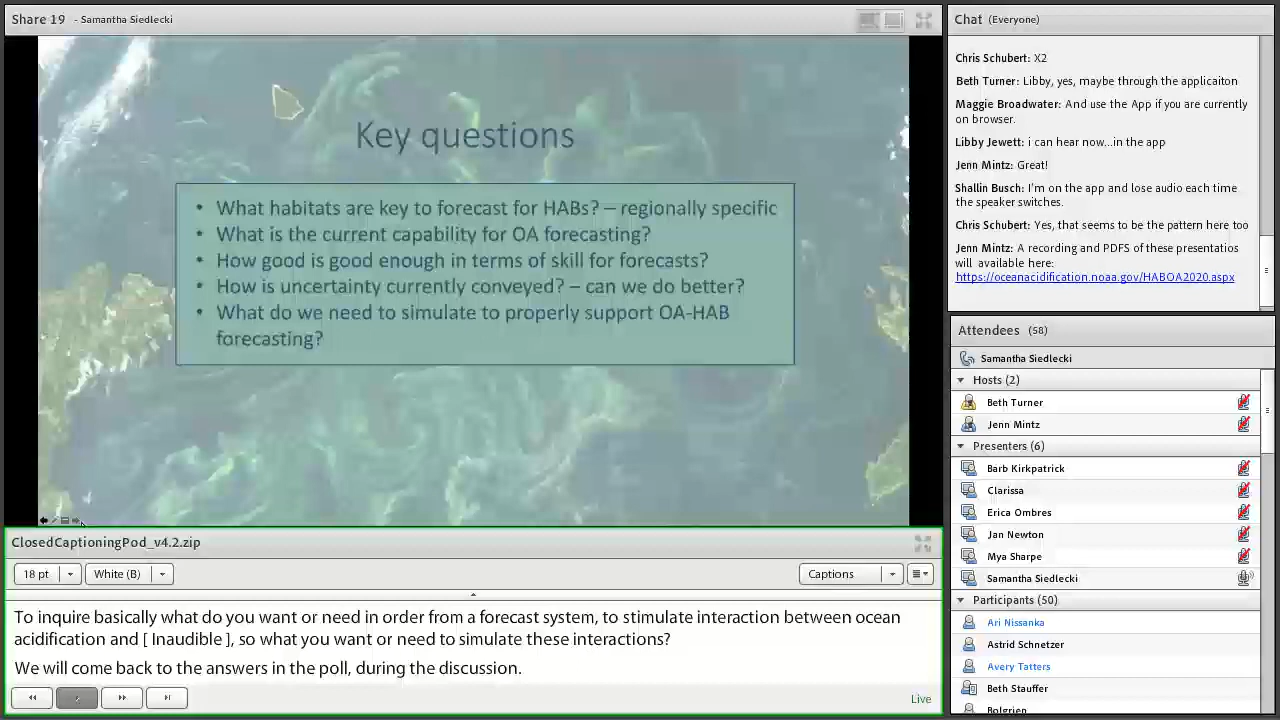 Share 19 - Samantha Siedlecki
Key questions
• What habitats are key to forecast for HABs? – regionally specific
• What is the current capability for OA forecasting?
• How good is good enough in terms of skill for forecasts?
• How is uncertainty currently conveyed? – can we do better?
• What do we need to simulate to properly support OA-HAB
forecasting?
ClosedCaptioningPod_v4.2.zip
18 pt
White (B)
Captions
To inquire basically what do you want or need in order from a forecast system, to stimulate interaction between ocean
acidification and [ Inaudible ], so what you want or need to simulate these interactions?
We will come back to the answers in the poll, during the discussion.
Live
Chat (Everyone)
Chris Schubert: X2
Beth Turner: Libby, yes, maybe through the applicaiton
Maggie Broadwater: And use the App if you are currently
on browser.
Libby Jewett: i can hear now...in the app
Jenn Mintz: Great!
Shallin Busch: I'm on the app and lose audio each time
the speaker switches.
Chris Schubert: Yes, that seems to be the pattern here too
Jenn Mintz: A recording and PDFS of these presentatios
will available here:
https://oceanacidification.noaa.gov/HABOA2020.aspx
Attendees (58)
Samantha Siedlecki
Hosts (2)
Beth Turner
Jenn Mintz
Presenters (6)
Barb Kirkpatrick
Clarissa
Erica Ombres
Jan Newton
Mya Sharpe
Samantha Siedlecki
Participants (50)
Ari Nissanka
Astrid Schnetzer
Avery Tatters
Beth Stauffer
Bolgrien